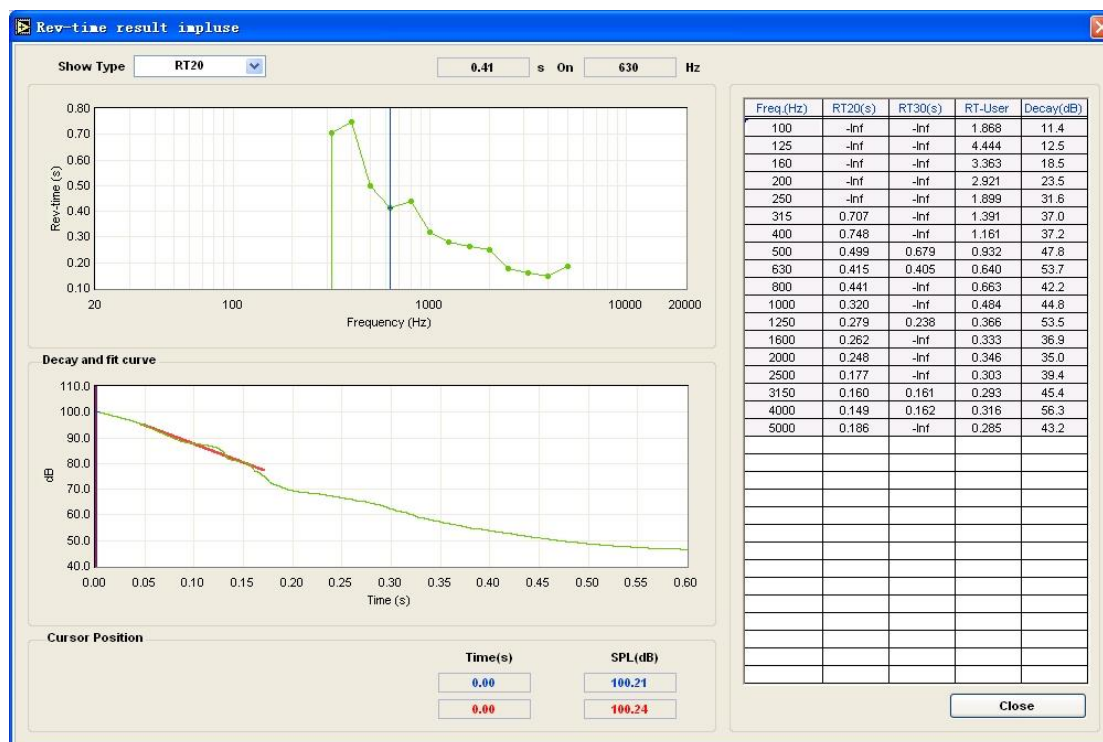 Rev-time result impluse
Show Type RT20 0.41 s On 630 Hz
0.80
0.70
0.60
0.50
0.40
0.30
0.20
0.10
Rev-time (s)
20 100 1000 10000 20000
Frequency (Hz)
Decay and fit curve
110.0
100.0
90.0
80.0
70.0
60.0
50.0
40.0
dB
0.00 0.05 0.10 0.15 0.20 0.25 0.30 0.35 0.40 0.45 0.50 0.55 0.60
Time (s)
Cursor Position
Time(s) SPL(dB)
0.00 100.21
0.00 100.24
Freq.(Hz) RT20(s) RT30(s) RT-User Decay(dB)
100 -Inf -Inf 1.868 11.4
125 -Inf -Inf 4.444 12.5
160 -Inf -Inf 3.363 18.5
200 -Inf -Inf 2.921 23.5
250 -Inf -Inf 1.899 31.6
315 0.707 -Inf 1.391 37.0
400 0.748 -Inf 1.161 37.2
500 0.499 0.679 0.932 47.8
630 0.415 0.405 0.640 53.7
800 0.441 -Inf 0.663 42.2
1000 0.320 -Inf 0.484 44.8
1250 0.279 0.238 0.366 53.5
1600 0.262 -Inf 0.333 36.9
2000 0.248 -Inf 0.346 35.0
2500 0.177 -Inf 0.303 39.4
3150 0.160 0.161 0.293 45.4
4000 0.149 0.162 0.316 56.3
5000 0.186 -Inf 0.285 43.2
Close